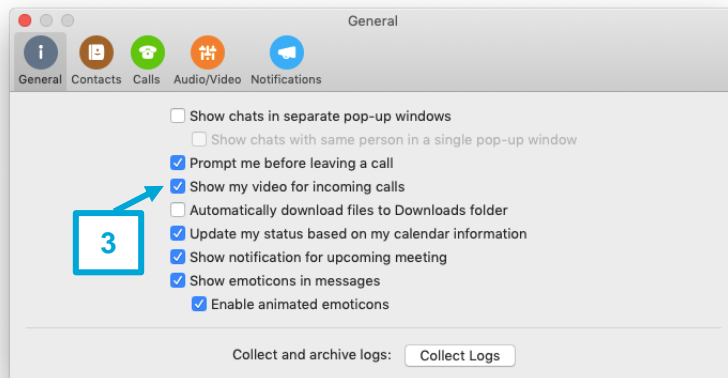 General
General Contacts Calls Audio/Video Notifications
Show chats in separate pop-up windows
Show chats with same person in a single pop-up window
Prompt me before leaving a call
Show my video for incoming calls
Automatically download files to Downloads folder
3
Update my status based on my calendar information
Show notification for upcoming meeting
Show emoticons in messages
Enable animated emoticons
Collect and archive logs: Collect Logs